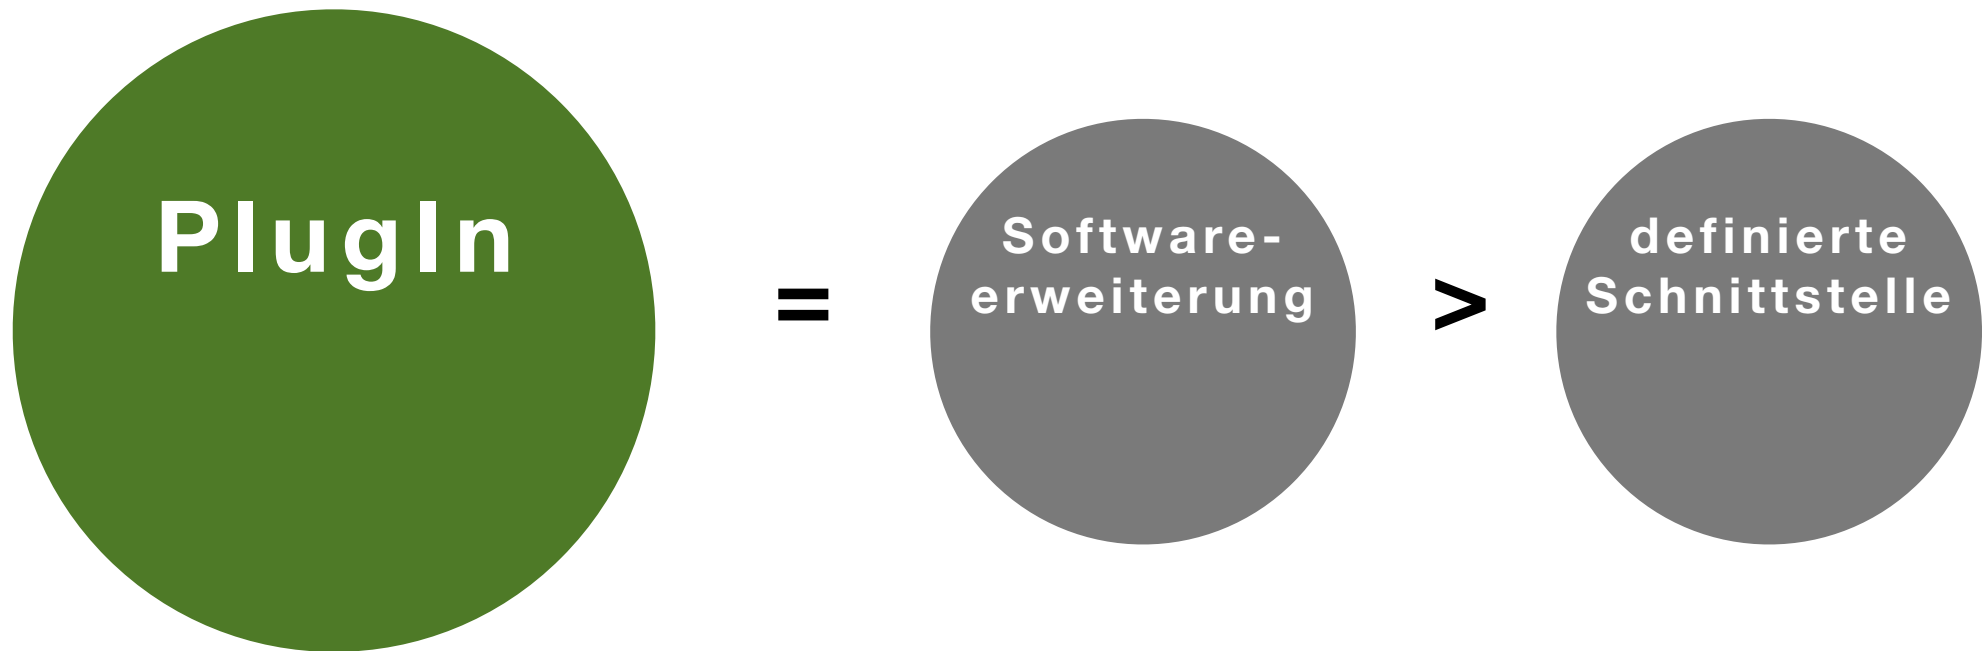 PlugIn
=
Software-
erweiterung
>
definierte
Schnittstelle